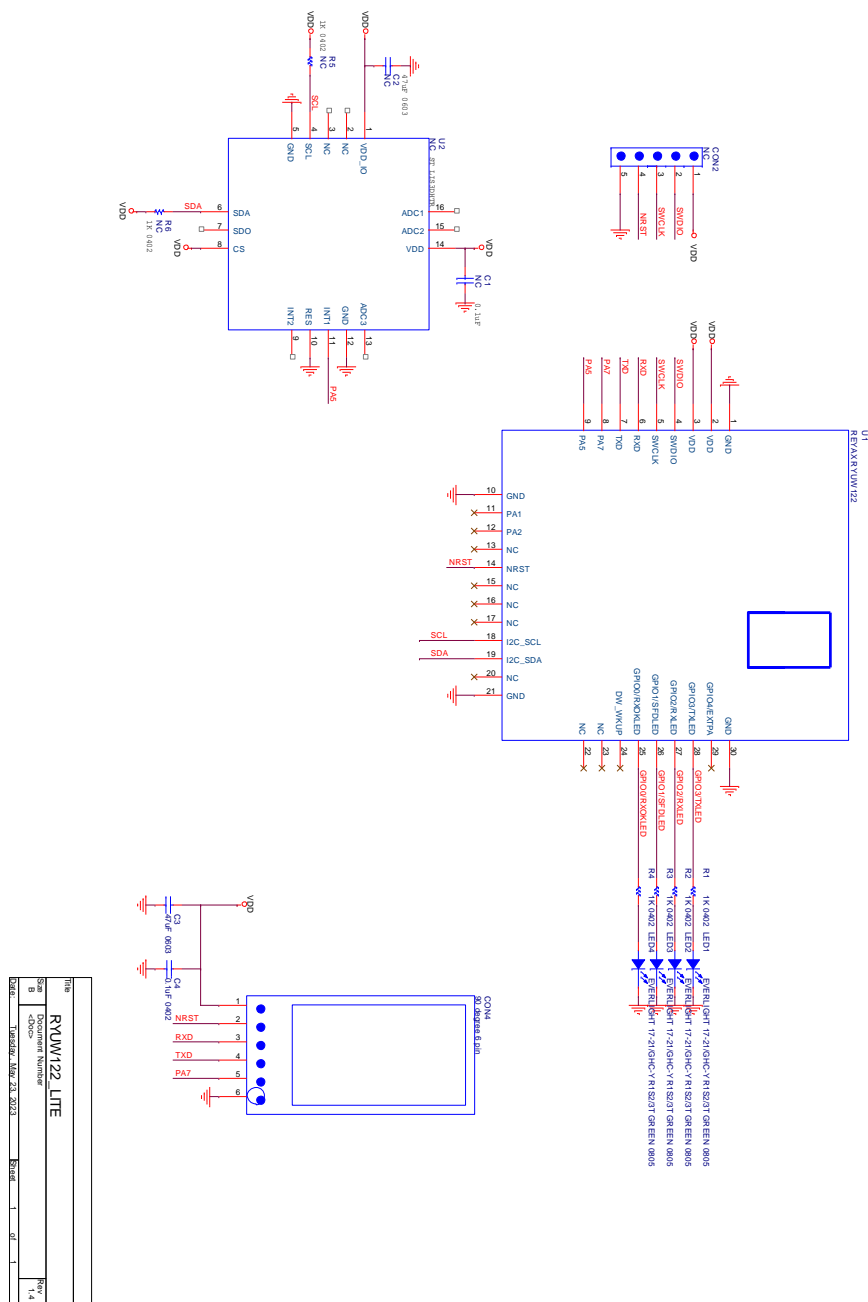 VDD
1K 0402
R5
NC
SCL
VDD
C2
NC
47uF 0603
U2
NC
ST LIS3DHTR
1
VDD_IO
2
NC
3
NC
4
SCL
5
GND
6
SDA
7
SDO
8
CS
SDA
R6
NC
1K 0402
VDD
VDD
ADC1
16
ADC2
15
VDD
14
VDD
C1
NC
0.1uF
INT2
9
RES
10
INT1
11
GND
12
ADC3
13
PA5
CON2
NC
1
2
3
4
5
VDD
SWDIO
SWCLK
NRST
U1
REYAX RYUW122
VDD
VDD
SWDIO
SWCLK
RXD
TXD
PA7
PA5
1
GND
2
VDD
3
VDD
4
SWDIO
5
SWCLK
6
RXD
7
TXD
8
PA7
9
PA5
10
GND
11
PA1
12
PA2
13
NC
NRST
14
NRST
15
NC
16
NC
17
NC
SCL
18
I2C_SCL
SDA
19
I2C_SDA
20
NC
21
GND
22
NC
23
NC
24
DW_WKUP
25
GPIO0/RXOKLED
26
GPIO1/SFDLED
27
GPIO2/RXLED
28
GPIO3/TXLED
29
GPIO4/EXTPA
30
GND
GPIO3/TXLED
GPIO2/RXLED
GPIO1/SFDLED
GPIO0/RXOKLED
R1 1K 0402 LED1 EVERLIGHT 17-21/GHC-YR1S2/3T GREEN 0805
R2 1K 0402 LED2 EVERLIGHT 17-21/GHC-YR1S2/3T GREEN 0805
R3 1K 0402 LED3 EVERLIGHT 17-21/GHC-YR1S2/3T GREEN 0805
R4 1K 0402 LED4 EVERLIGHT 17-21/GHC-YR1S2/3T GREEN 0805
VDD
C3
47uF 0603
C4
0.1uF 0402
CON4
90 degree 6 pin
1
NRST
2
RXD
3
TXD
4
PA7
5
6
Title
RYUW122_LITE
Size
B
Document Number
<Doc>
Rev
1.4
Date:
Tuesday, May 23, 2023
Sheet
1
of
1